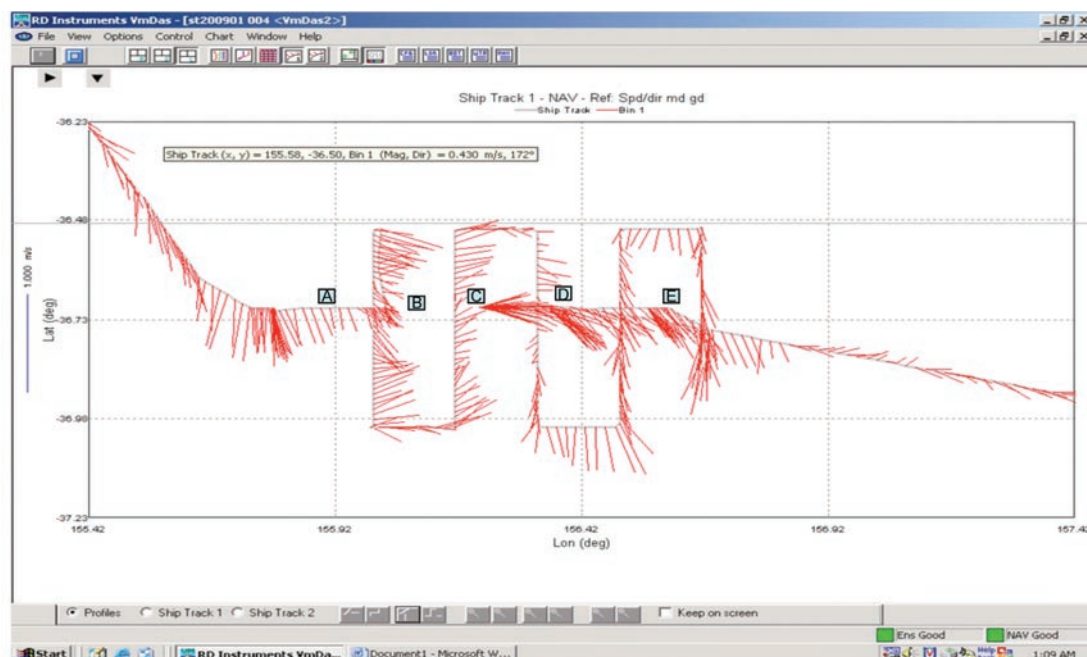 RD Instruments VmDas - [st200901 004 <VmDas2>]
File View Options Control Chart Window Help
Ship Track 1 - NAV - Ref: Spd/dir md gd
Ship Track Bin 1
-36.23
Ship Track (x, y) = 155.58, -36.50, Bin 1 (Mag, Dir) = 0.430 m/s, 172°
-36.48
1.000 m/s
Lat (deg)
A
B
C
D
E
-36.73
-36.98
-37.23
155.42 155.92 156.42 156.92 157.42
Lon (deg)
Profiles Ship Track 1 Ship Track 2 Keep on screen
Ens Good NAV Good
Start RD Instruments VmDa... Document1 - Microsoft W... Help 1:09 AM